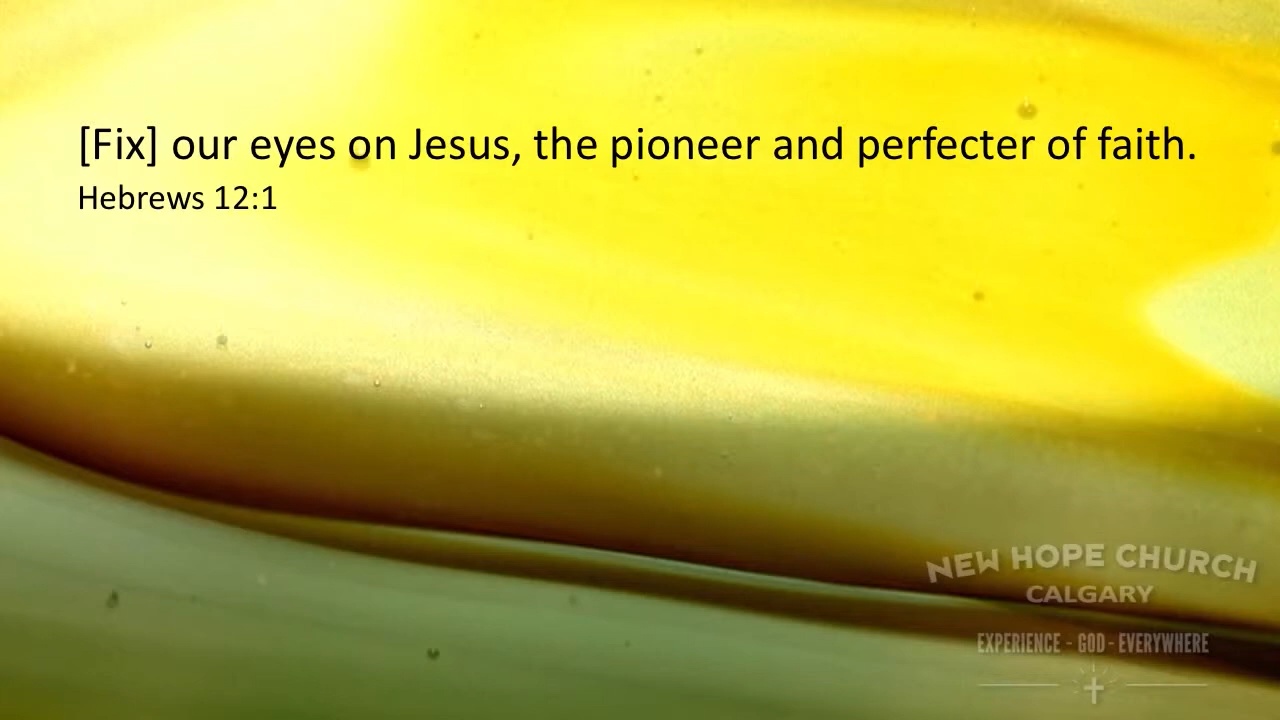 [Fix] our eyes on Jesus, the pioneer and perfecter of faith.
Hebrews 12:1
NEW HOPE CHURCH
CALGARY
EXPERIENCE - GOD - EVERYWHERE